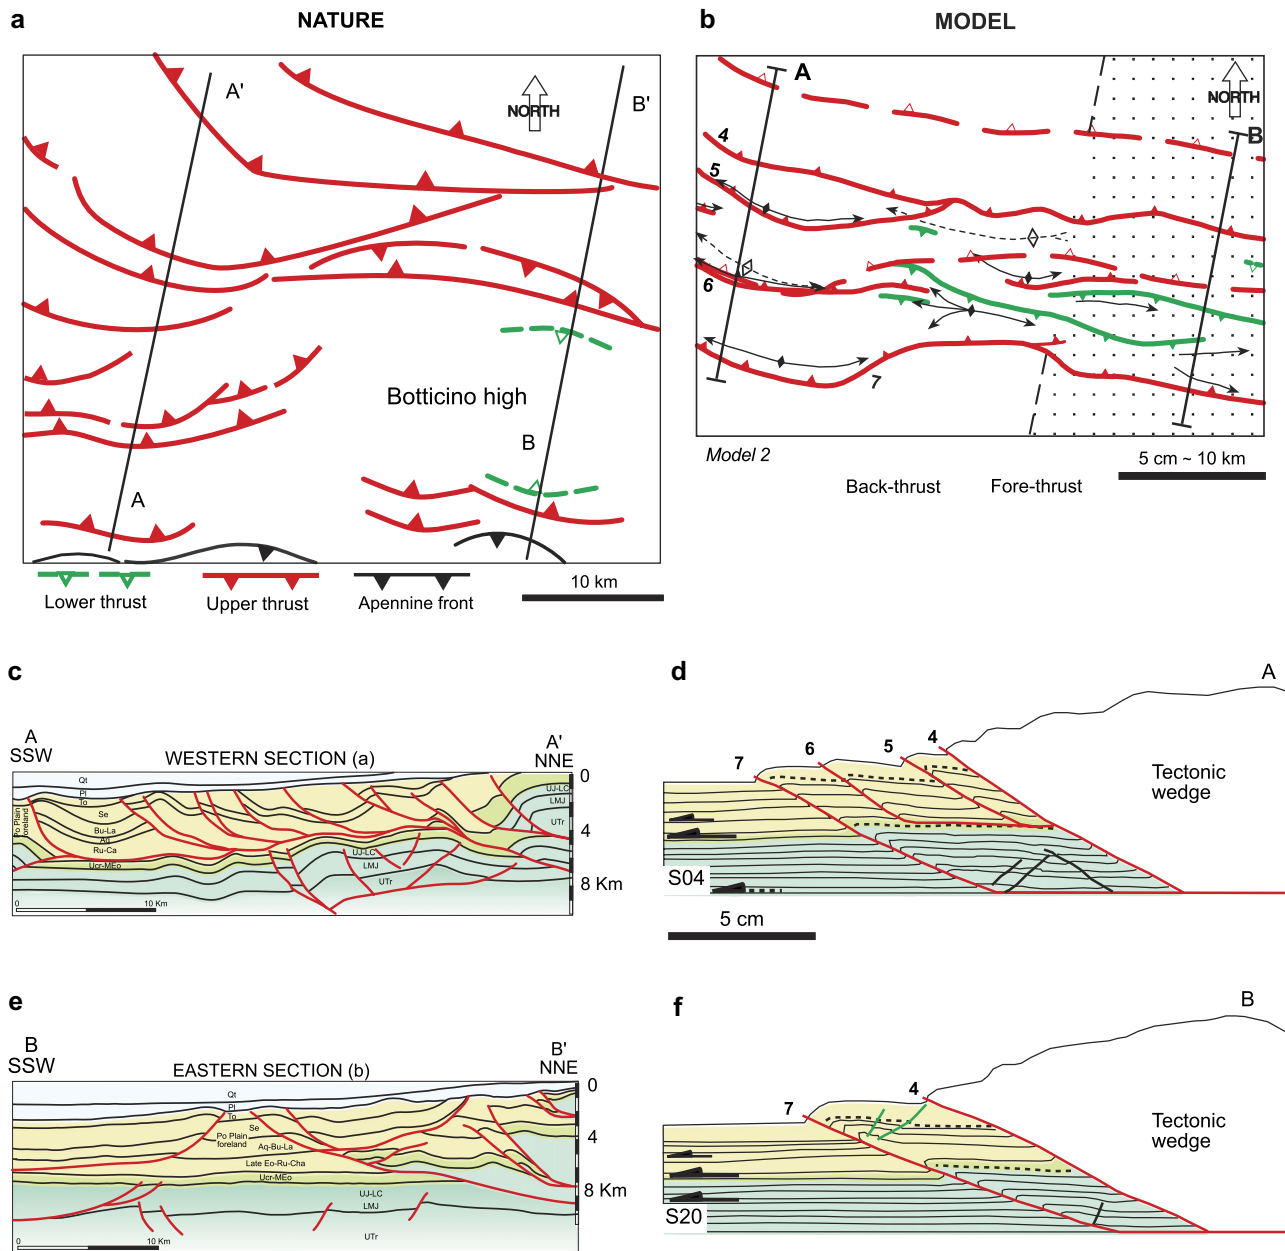 a
NATURE
b
MODEL
A'
B'
NORTH
Botticino high
B
A
Lower thrust
Upper thrust
Apennine front
10 km
A
B
NORTH
4
5
6
7
Model 2
5 cm ~ 10 km
Back-thrust
Fore-thrust
c
A
SSW
WESTERN SECTION (a)
A'
NNE
0
4
8 Km
Qt
Pl
To
Se
Bu-La
Aq
Ru-Ca
Ucr-MEo
Po Plain
foreland
UJ-LC
LMJ
UTr
UJ-LC
LMJ
UTr
0
10 Km
d
A
7
6
5
4
Tectonic
wedge
S04
5 cm
e
B
SSW
EASTERN SECTION (b)
B'
NNE
0
4
8 Km
Qt
Pl
To
Se
Po Plain
foreland
Aq-Bu-La
Late Eo-Ru-Cha
Ucr-MEo
UJ-LC
LMJ
UTr
0
10 Km
f
B
7
4
Tectonic
wedge
S20